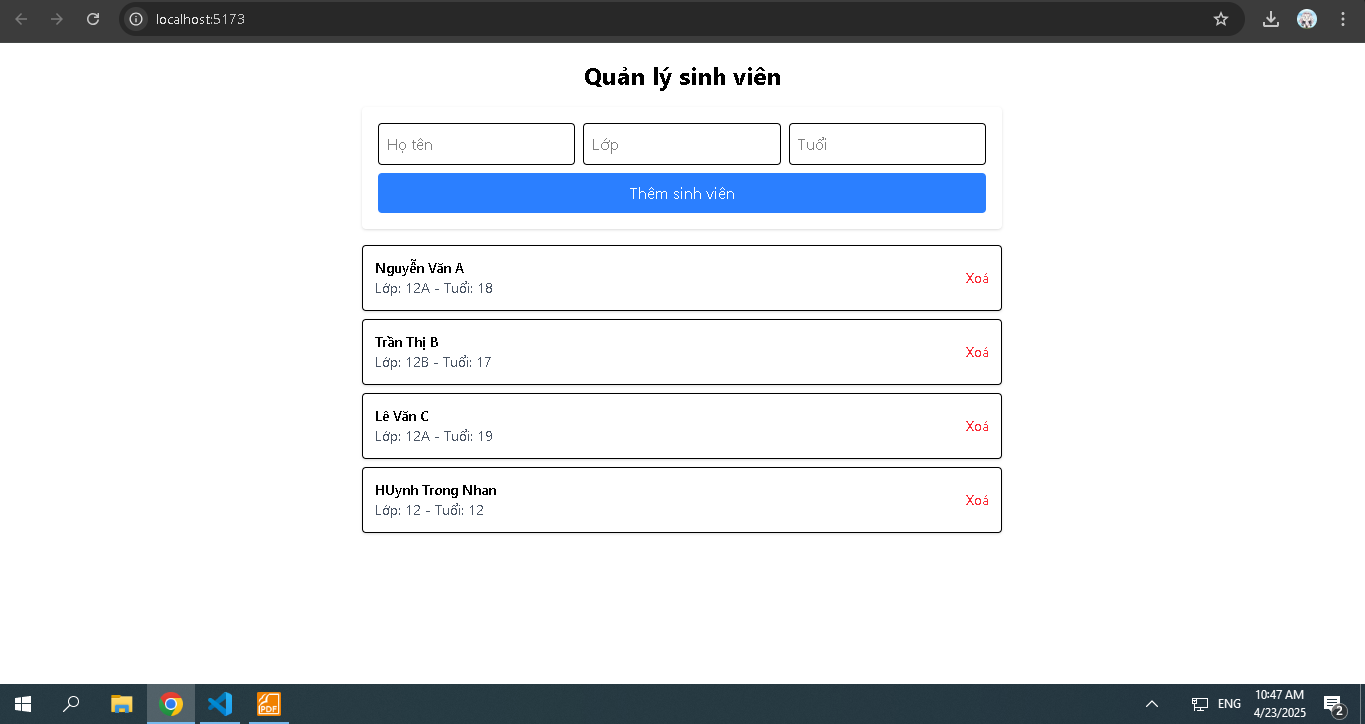 localhost:5173
Quản lý sinh viên
Họ tên
Lớp
Tuổi
Thêm sinh viên
Nguyễn Văn A
Lớp: 12A - Tuổi: 18
Xoá
Trần Thị B
Lớp: 12B - Tuổi: 17
Xoá
Lê Văn C
Lớp: 12A - Tuổi: 19
Xoá
HUynh Trong Nhan
Lớp: 12 - Tuổi: 12
Xoá
PDF
ENG
10:47 AM
4/23/2025
2